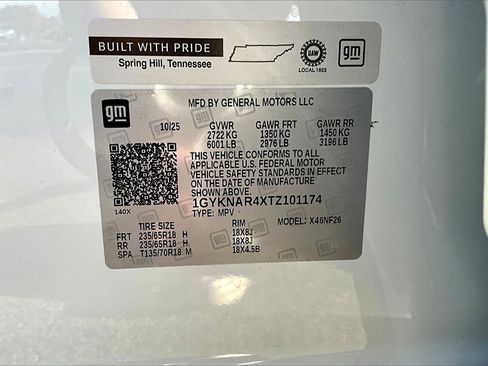 BUILT WITH PRIDE
Spring Hill, Tennessee
UAW
LOCAL 1853
gm
gm
MFD BY GENERAL MOTORS LLC
10/25 GVWR GAWR FRT GAWR RR
2722 KG 1350 KG 1450 KG
6001 LB 2976 LB 3196 LB
THIS VEHICLE CONFORMS TO ALL
APPLICABLE U.S. FEDERAL MOTOR
VEHICLE SAFETY STANDARDS IN EFFECT
ON THE DATE OF MANUFACTURE
SHOWN ABOVE.
1GYKNAR4XTZ101174
140X
TYPE: MPV MODEL: X46NF26
TIRE SIZE RIM
FRT 235/65R18 H 18X8J
RR 235/65R18 H 18X8J
SPA T135/70R18 M 18X4.5B